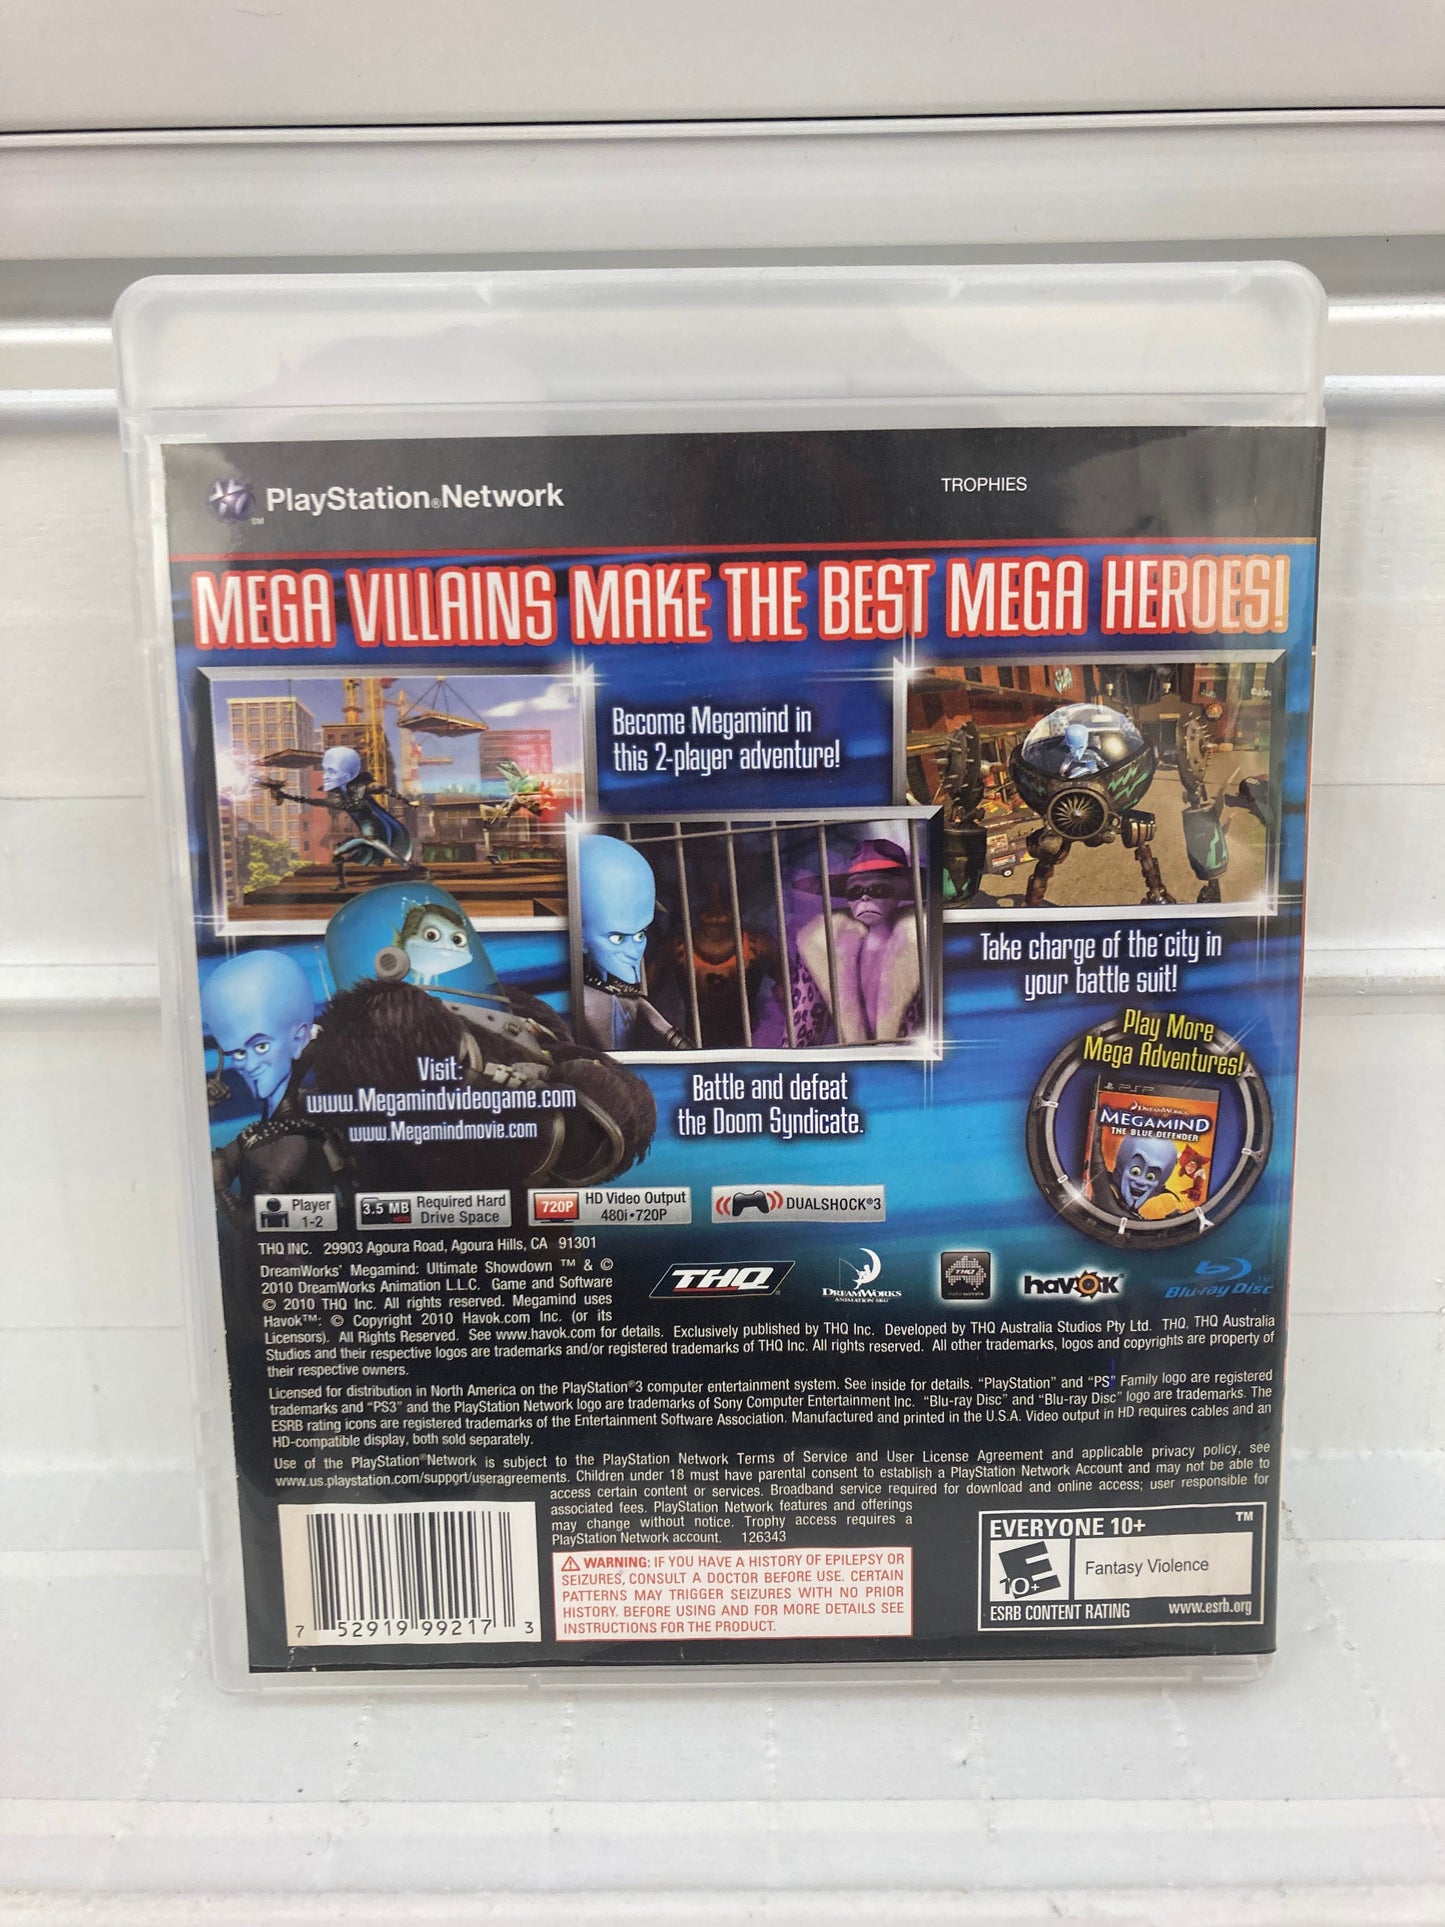 PlayStation®Network
SM
TROPHIES
MEGA VILLAINS MAKE THE BEST MEGA HEROES!
Become Megamind in
this 2-player adventure!
Take charge of the city in
your battle suit!
Play More
Mega Adventures!
PSP
DREAMWORKS
MEGAMIND
THE BLUE DEFENDER
Visit:
www.Megamindvideogame.com
www.Megamindmovie.com
Battle and defeat
the Doom Syndicate.
Player
1-2
3.5 MB
Required Hard
Drive Space
720P
HD Video Output
480i•720P
DUALSHOCK®3
THQ INC. 29903 Agoura Road, Agoura Hills, CA 91301
THQ
DREAMWORKS
ANIMATION SKG
THQ
havok
Blu-ray Disc
TM
DreamWorks' Megamind: Ultimate Showdown ™ & ©
2010 DreamWorks Animation L.L.C. Game and Software
© 2010 THQ Inc. All rights reserved. Megamind uses
Havok™; © Copyright 2010 Havok.com Inc. (or its
Licensors). All Rights Reserved. See www.havok.com for details. Exclusively published by THQ Inc. Developed by THQ Australia Studios Pty Ltd. THQ, THQ Australia
Studios and their respective logos are trademarks and/or registered trademarks of THQ Inc. All rights reserved. All other trademarks, logos and copyrights are property of
their respective owners.
Licensed for distribution in North America on the PlayStation®3 computer entertainment system. See inside for details. "PlayStation" and "PS" Family logo are registered
trademarks and "PS3" and the PlayStation Network logo are trademarks of Sony Computer Entertainment Inc. "Blu-ray Disc" and "Blu-ray Disc" logo are trademarks. The
ESRB rating icons are registered trademarks of the Entertainment Software Association. Manufactured and printed in the U.S.A. Video output in HD requires cables and an
HD-compatible display, both sold separately.
Use of the PlayStation®Network is subject to the PlayStation Network Terms of Service and User License Agreement and applicable privacy policy, see
www.us.playstation.com/support/useragreements. Children under 18 must have parental consent to establish a PlayStation Network Account and may not be able to
access certain content or services. Broadband service required for download and online access; user responsible for
associated fees. PlayStation Network features and offerings
may change without notice. Trophy access requires a
PlayStation Network account. 126343
WARNING: IF YOU HAVE A HISTORY OF EPILEPSY OR
SEIZURES, CONSULT A DOCTOR BEFORE USE. CERTAIN
PATTERNS MAY TRIGGER SEIZURES WITH NO PRIOR
HISTORY. BEFORE USING AND FOR MORE DETAILS SEE
INSTRUCTIONS FOR THE PRODUCT.
7 52919 99217 3
EVERYONE 10+
TM
E
10+
Fantasy Violence
ESRB CONTENT RATING www.esrb.org